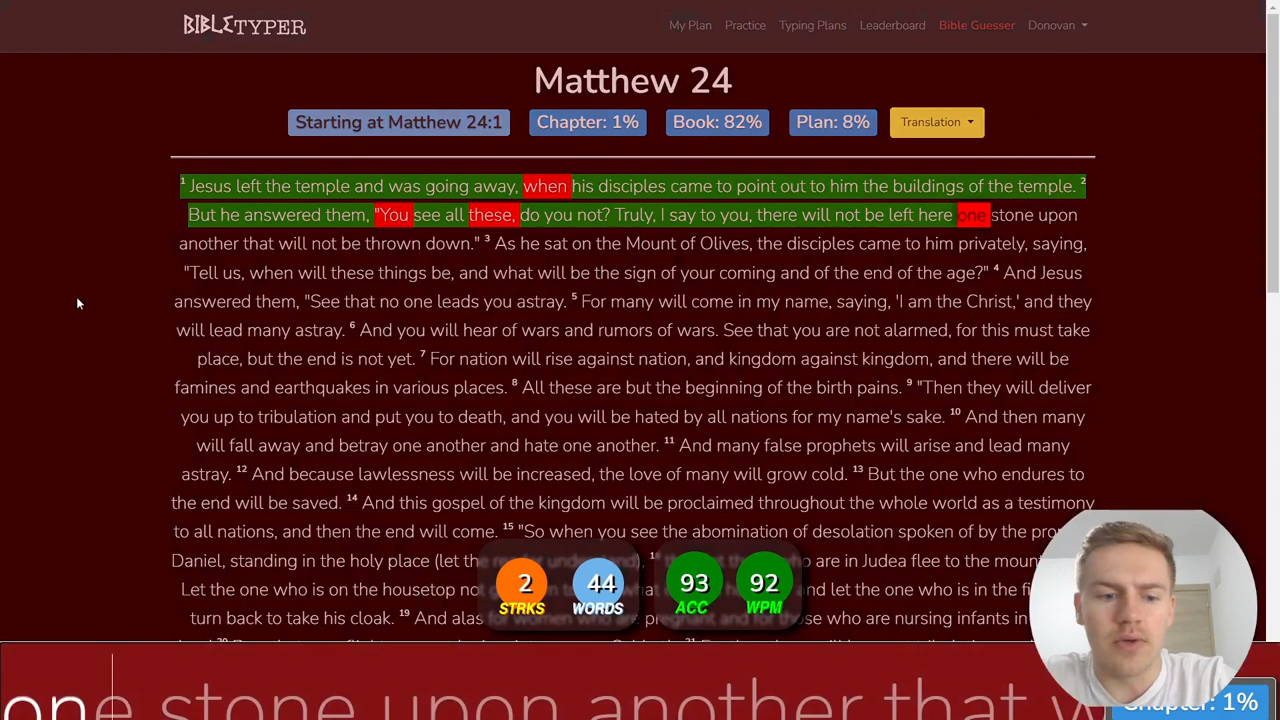 BIBLETYPER
My Plan Practice Typing Plans Leaderboard Bible Guesser Donovan
Matthew 24
Starting at Matthew 24:1 Chapter: 1% Book: 82% Plan: 8% Translation
1 Jesus left the temple and was going away, when his disciples came to point out to him the buildings of the temple. 2
But he answered them, "You see all these, do you not? Truly, I say to you, there will not be left here one stone upon
another that will not be thrown down." 3 As he sat on the Mount of Olives, the disciples came to him privately, saying,
"Tell us, when will these things be, and what will be the sign of your coming and of the end of the age?" 4 And Jesus
answered them, "See that no one leads you astray. 5 For many will come in my name, saying, 'I am the Christ,' and they
will lead many astray. 6 And you will hear of wars and rumors of wars. See that you are not alarmed, for this must take
place, but the end is not yet. 7 For nation will rise against nation, and kingdom against kingdom, and there will be
famines and earthquakes in various places. 8 All these are but the beginning of the birth pains. 9 "Then they will deliver
you up to tribulation and put you to death, and you will be hated by all nations for my name's sake. 10 And then many
will fall away and betray one another and hate one another. 11 And many false prophets will arise and lead many
astray. 12 And because lawlessness will be increased, the love of many will grow cold. 13 But the one who endures to
the end will be saved. 14 And this gospel of the kingdom will be proclaimed throughout the whole world as a testimony
to all nations, and then the end will come. 15 "So when you see the abomination of desolation spoken of by the
Daniel, standing in the holy place (let the are in Judea flee to the
Let the one who is on the housetop not and let the one who is in the
turn back to his cloak. 19 And alas for women who are pregnant and for those who are nursing infants in
2 STRKS 44 WORDS 93 ACC 92 WPM
one stone upon another that
Chapter: 1%